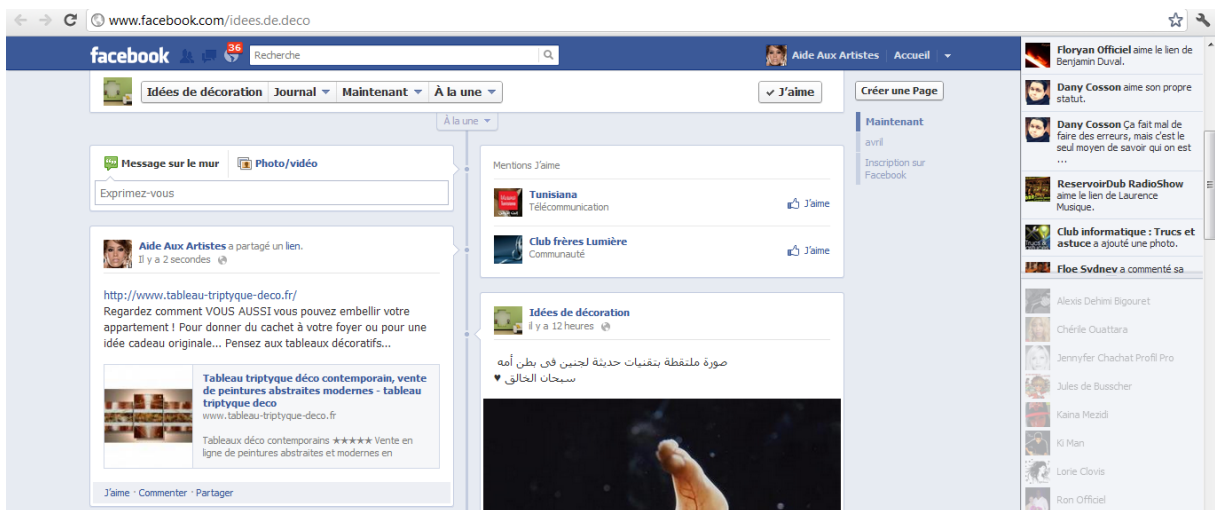 www.facebook.com/idees.de.deco
facebook
36
Recherche
Aide Aux Artistes
Accueil
Idées de décoration
Journal
Maintenant
À la une
J'aime
Créer une Page
À la une
Maintenant
avril
Inscription sur
Facebook
Message sur le mur
Photo/vidéo
Exprimez-vous
Aide Aux Artistes a partagé un lien.
Il y a 2 secondes
http://www.tableau-triptyque-deco.fr/
Regardez comment VOUS AUSSI vous pouvez embellir votre
appartement ! Pour donner du cachet à votre foyer ou pour une
idée cadeau originale... Pensez aux tableaux décoratifs...
Tableau triptyque déco contemporain, vente
de peintures abstraites modernes - tableau
triptyque deco
www.tableau-triptyque-deco.fr
Tableaux déco contemporains ★★★★★ Vente en
ligne de peintures abstraites et modernes en
J'aime · Commenter · Partager
Mentions J'aime
Tunisiana
Télécommunication
J'aime
Club frères Lumière
Communauté
J'aime
Idées de décoration
il y a 12 heures
صورة ملتقطة بتقنيات حديثة لجنين في بطن أمه
سبحان الخالق ♥
Floryan Officiel aime le lien de
Benjamin Duval.
Dany Cosson aime son propre
statut.
Dany Cosson Ça fait mal de
faire des erreurs, mais c'est le
seul moyen de savoir qui on est
...
ReservoirDub RadioShow
aime le lien de Laurence
Musique.
Club informatique : Trucs et
astuce a ajouté une photo.
Floe Sydney a commenté sa
Alexis Dehimi Bigouret
Chérile Ouattara
Jennyfer Chachat Profil Pro
Jules de Busscher
Kaina Mezidi
Ki Man
Lorie Clovis
Ron Officiel